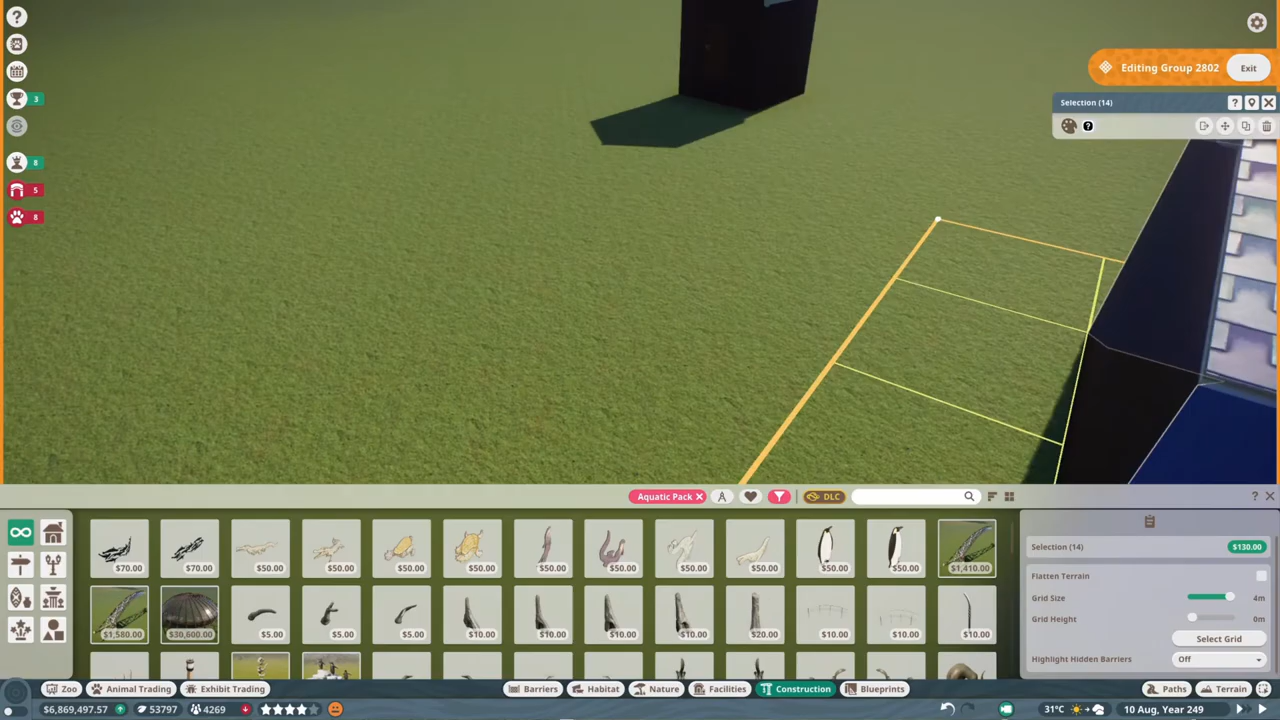 ?
Editing Group 2802
Exit
Selection (14)
?
?
3
8
5
8
Aquatic Pack
DLC
?
$70.00
$70.00
$50.00
$50.00
$50.00
$50.00
$50.00
$50.00
$50.00
$50.00
$50.00
$50.00
$1,410.00
$1,580.00
$30,600.00
$5.00
$5.00
$5.00
$10.00
$10.00
$10.00
$10.00
$20.00
$10.00
$10.00
$10.00
Selection (14)
$130.00
Flatten Terrain
Grid Size
4m
Grid Height
0m
Select Grid
Highlight Hidden Barriers
Off
Zoo
Animal Trading
Exhibit Trading
Barriers
Habitat
Nature
Facilities
Construction
Blueprints
Paths
Terrain
$6,869,497.57
53797
4269
31°C
10 Aug, Year 249